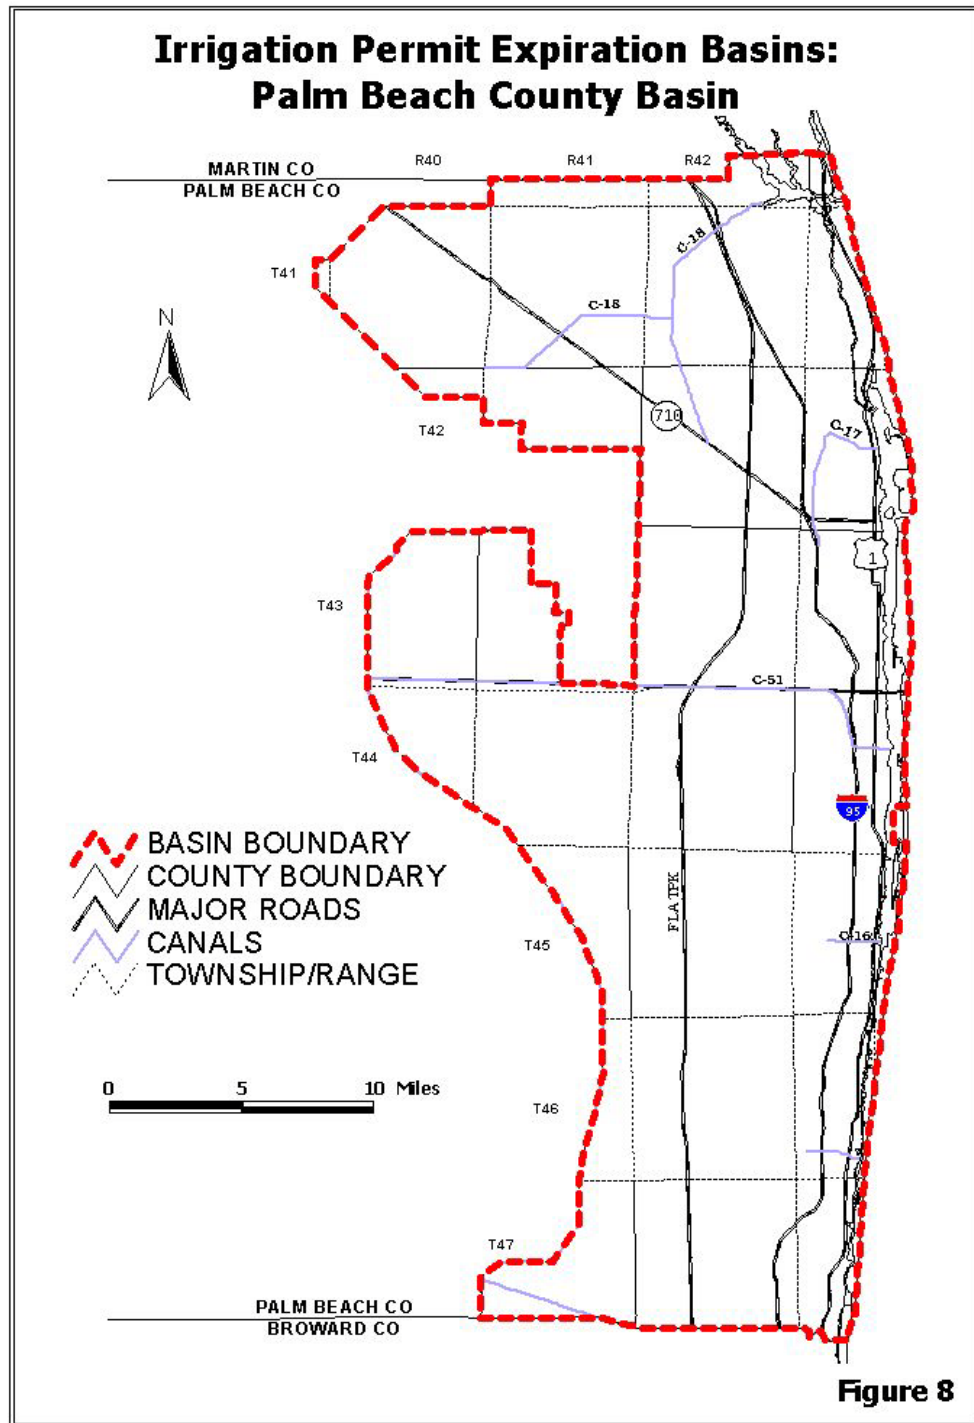 Irrigation Permit Expiration Basins:
Palm Beach County Basin
R40
R41
R42
MARTIN CO
PALM BEACH CO
C-18
T41
N
C-18
710
T42
C-17
1
T43
C-51
T44
95
BASIN BOUNDARY
COUNTY BOUNDARY
MAJOR ROADS
CANALS
TOWNSHIP/RANGE
FLA TPK
C-16
T45
0 5 10 Miles
T46
T47
PALM BEACH CO
BROWARD CO
Figure 8